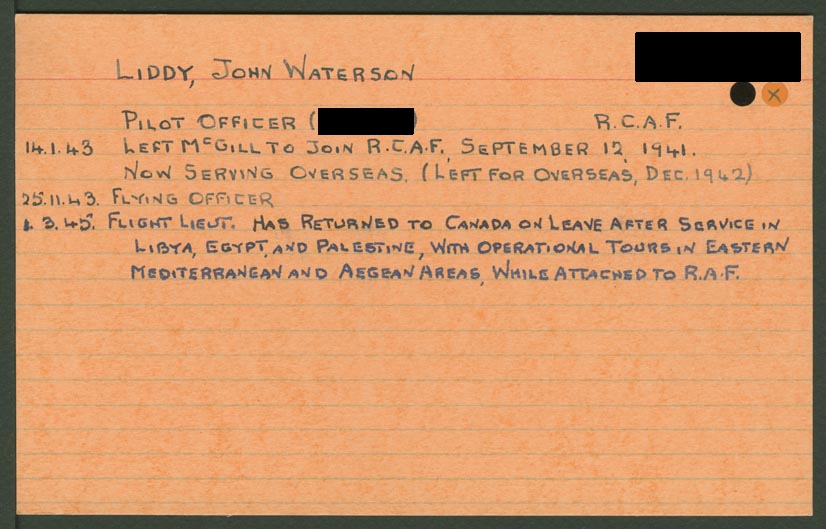 LIDDY, JOHN WATERSON
PILOT OFFICER ( ) R.C.A.F.
14.1.43 LEFT McGILL TO JOIN R.C.A.F., SEPTEMBER 12, 1941.
NOW SERVING OVERSEAS. (LEFT FOR OVERSEAS, DEC. 1942)
25.11.43. FLYING OFFICER
1. 3. 45. FLIGHT LIEUT. HAS RETURNED TO CANADA ON LEAVE AFTER SERVICE IN
LIBYA, EGYPT, AND PALESTINE, WITH OPERATIONAL TOURS IN EASTERN
MEDITERRANEAN AND AEGEAN AREAS, WHILE ATTACHED TO R.A.F.